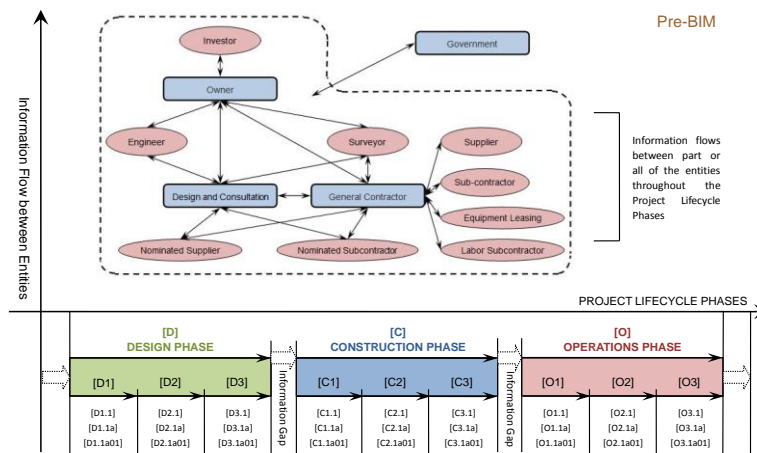 Pre-BIM
Investor
Government
Owner
Engineer
Surveyor
Supplier
Sub-contractor
Design and Consultation
General Contractor
Equipment Leasing
Nominated Supplier
Nominated Subcontractor
Labor Subcontractor
Information flows
between part or
all of the entities
throughout the
Project Lifecycle
Phases
Information Flow between Entities
PROJECT LIFECYCLE PHASES
[D]
DESIGN PHASE
[C]
CONSTRUCTION PHASE
[O]
OPERATIONS PHASE
[D1] [D2] [D3]
Information Gap
[C1] [C2] [C3]
Information Gap
[O1] [O2] [O3]
[D1.1] [D2.1] [D3.1] [C1.1] [C2.1] [C3.1] [O1.1] [O2.1] [O3.1]
[D1.1a] [D2.1a] [D3.1a] [C1.1a] [C2.1a] [C3.1a] [O1.1a] [O2.1a] [O3.1a]
[D1.1a01] [D2.1a01] [D3.1a01] [C1.1a01] [C2.1a01] [C3.1a01] [O1.1a01] [O2.1a01] [O3.1a01]